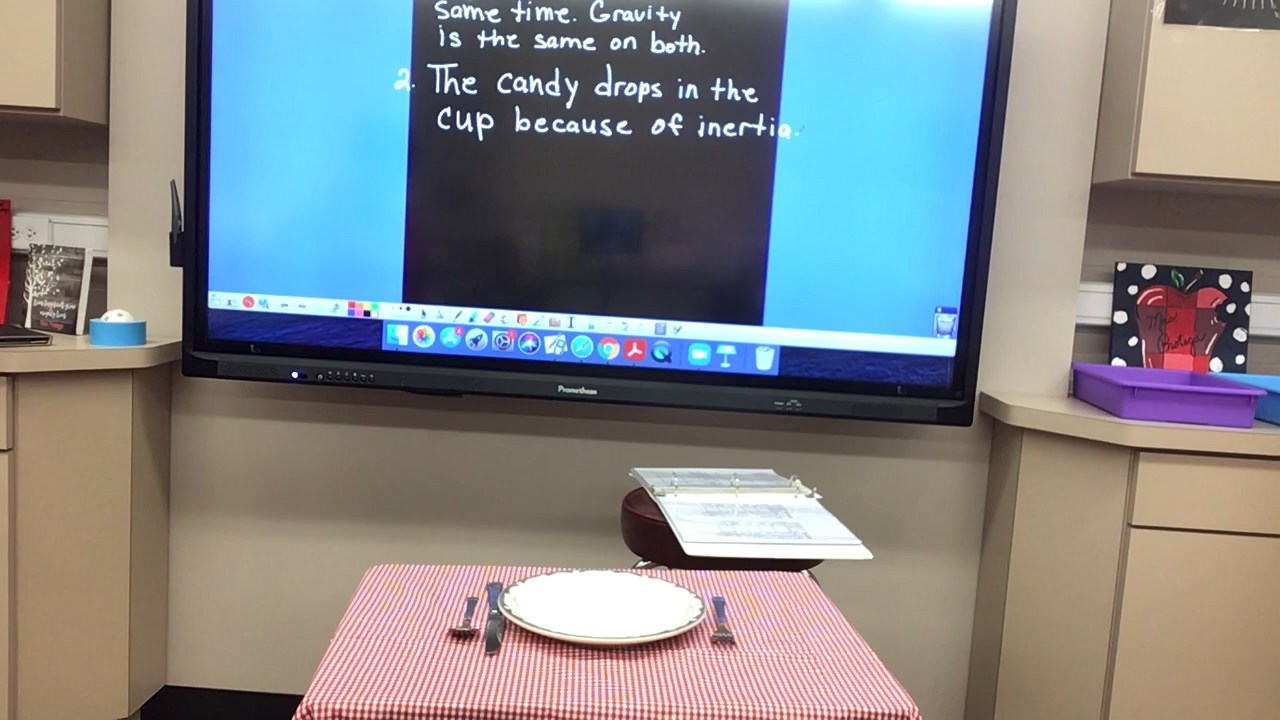 same time. Gravity
is the same on both.
2. The candy drops in the
cup because of inertia.
Promethean